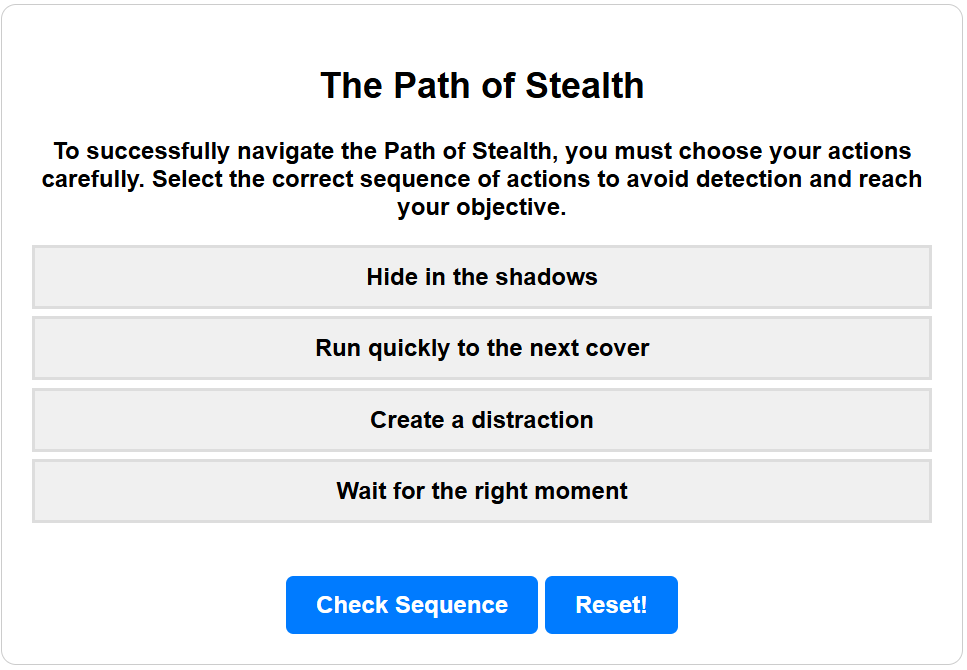 The Path of Stealth
To successfully navigate the Path of Stealth, you must choose your actions
carefully. Select the correct sequence of actions to avoid detection and reach
your objective.
Hide in the shadows
Run quickly to the next cover
Create a distraction
Wait for the right moment
Check Sequence Reset!